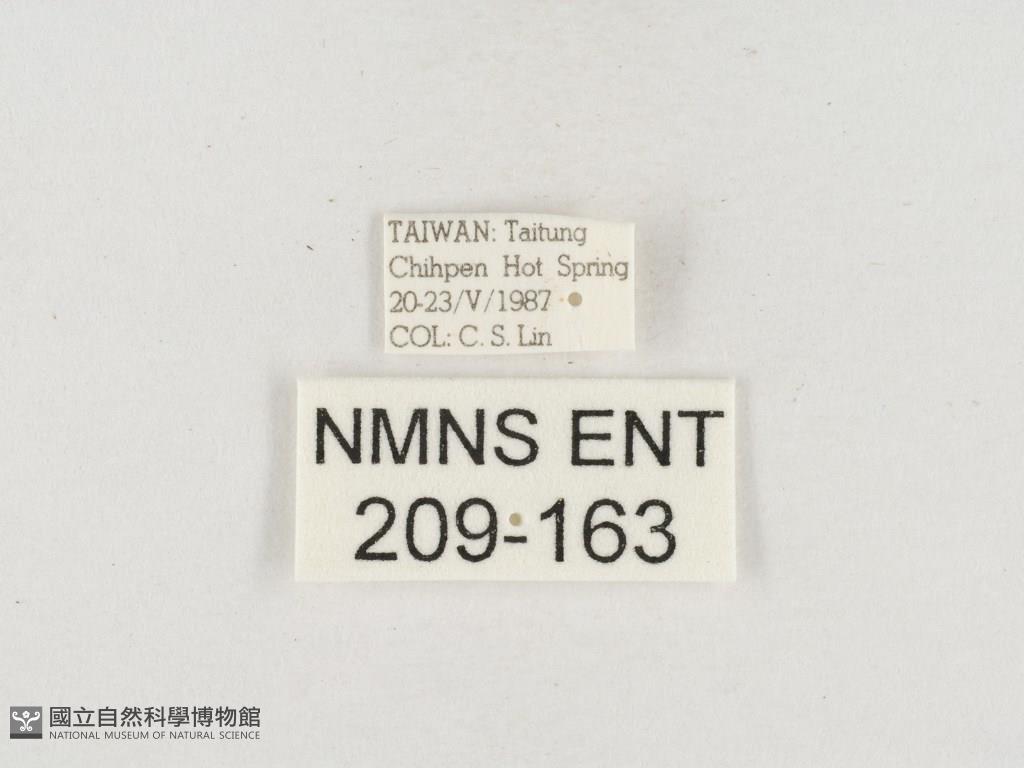 TAIWAN: Taitung
Chihpen Hot Spring
20-23/V/1987
COL: C. S. Lin
NMNS ENT
209-163
國立自然科學博物館
NATIONAL MUSEUM OF NATURAL SCIENCE